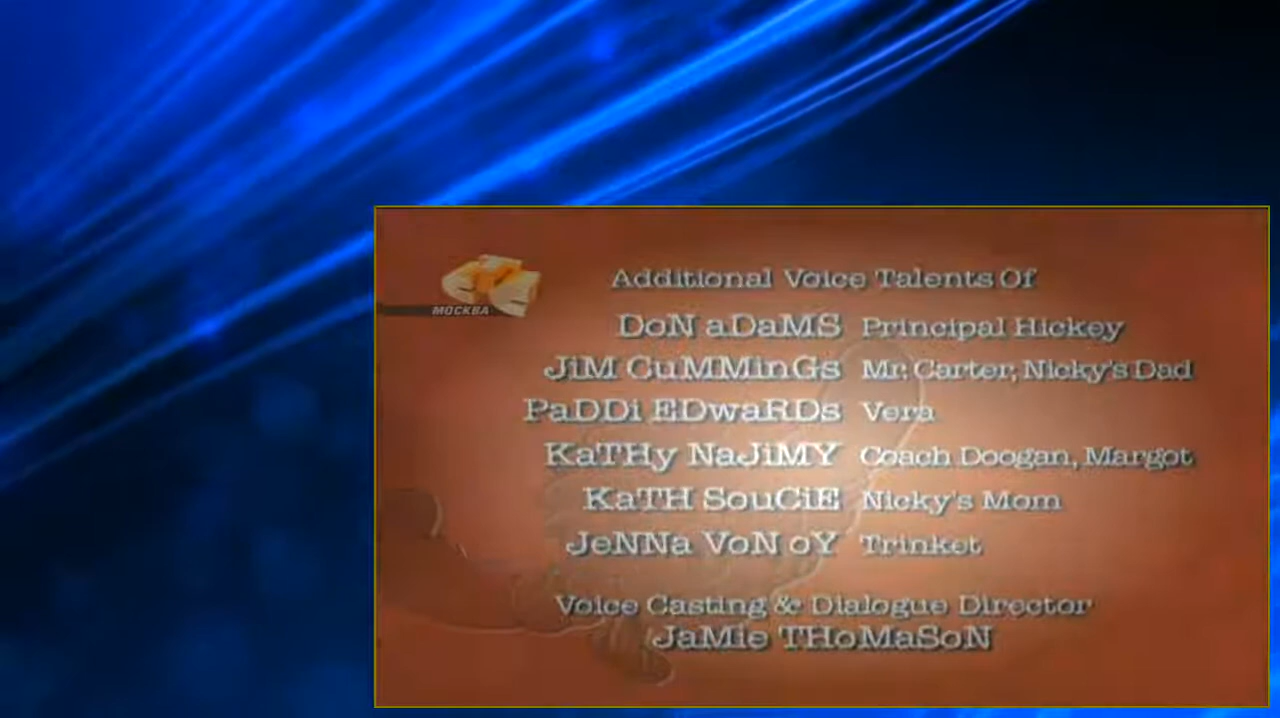 МОСКВА
Additional Voice Talents Of
DoN aDaMS Principal Hickey
JiM CuMMinGs Mr. Carter, Nicky's Dad
PaDDi EDwaRDs Vera
KaTHy NaJiMY Coach Doogan, Margot
KaTH SouCiE Nicky's Mom
JeNNa VoN oY Trinket
Voice Casting & Dialogue Director
JaMie THoMaSoN